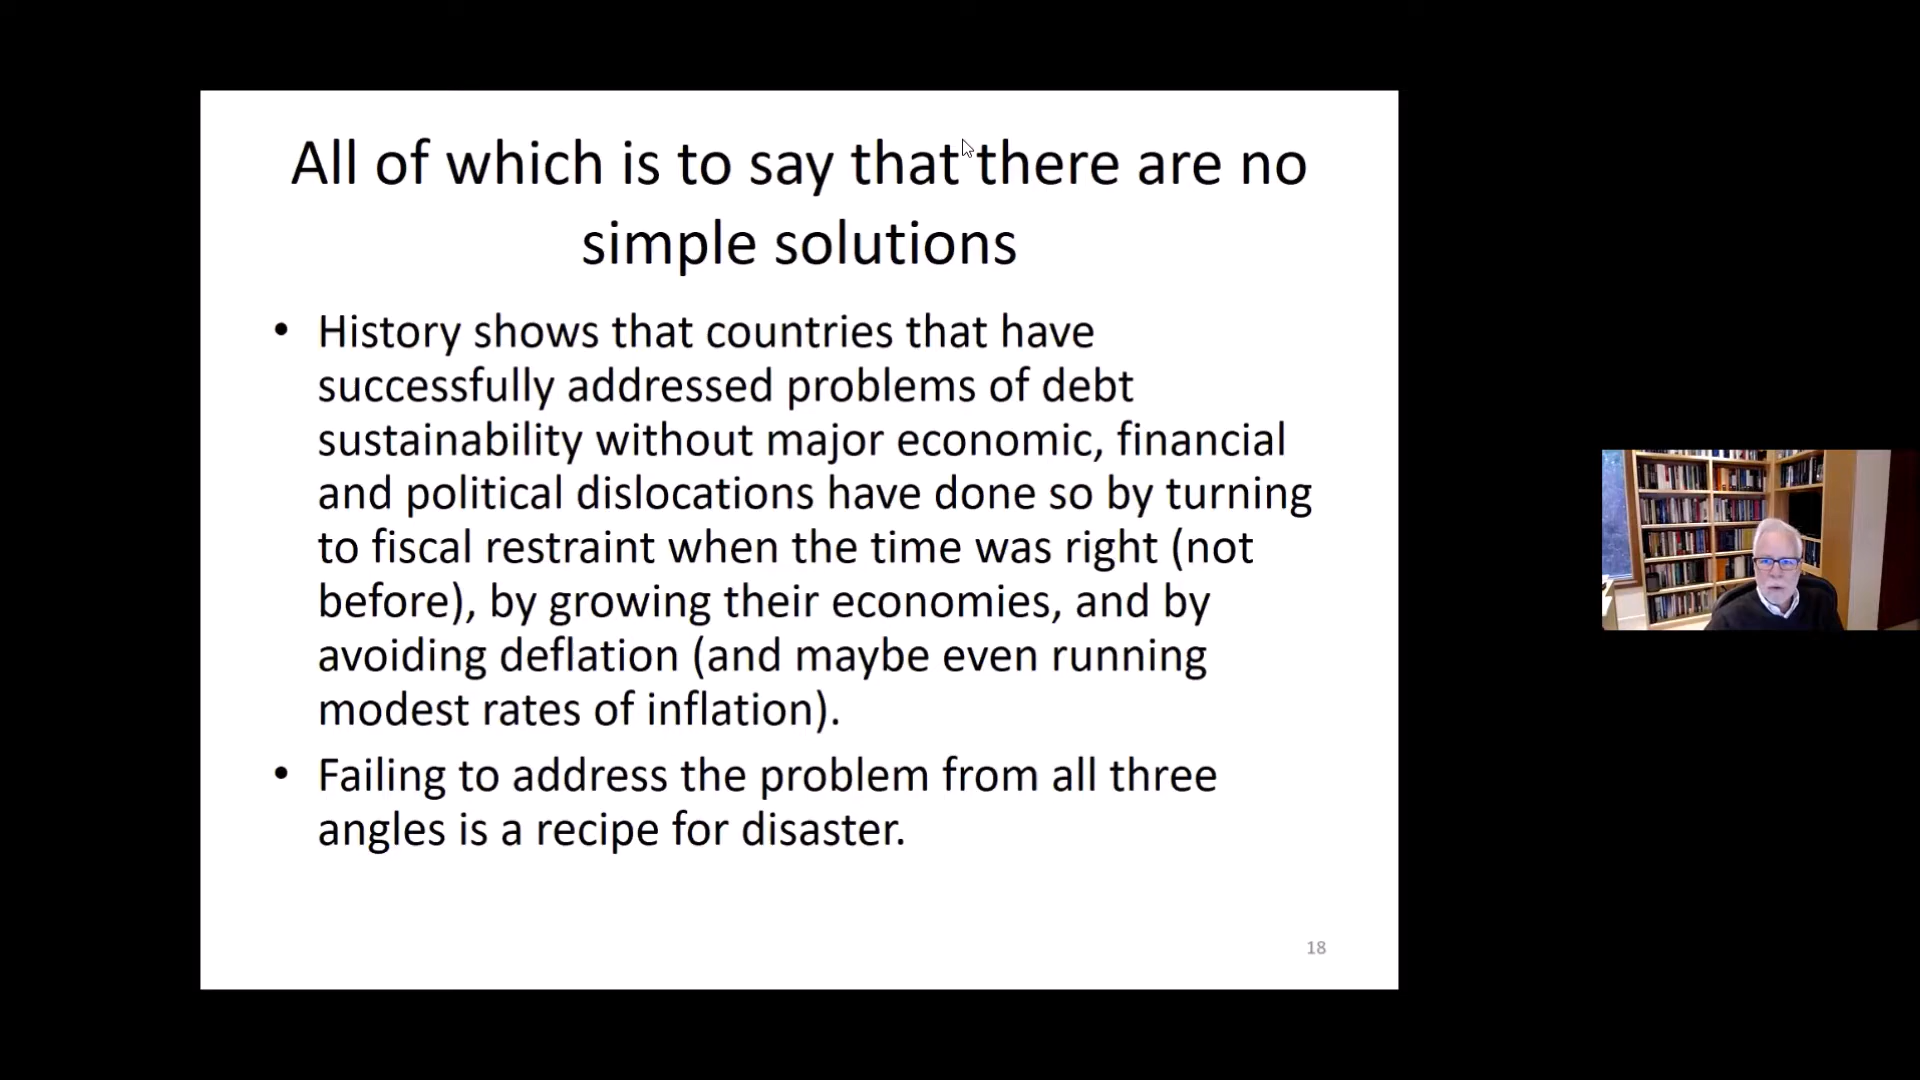 All of which is to say that there are no
simple solutions
• History shows that countries that have
successfully addressed problems of debt
sustainability without major economic, financial
and political dislocations have done so by turning
to fiscal restraint when the time was right (not
before), by growing their economies, and by
avoiding deflation (and maybe even running
modest rates of inflation).
• Failing to address the problem from all three
angles is a recipe for disaster.
18